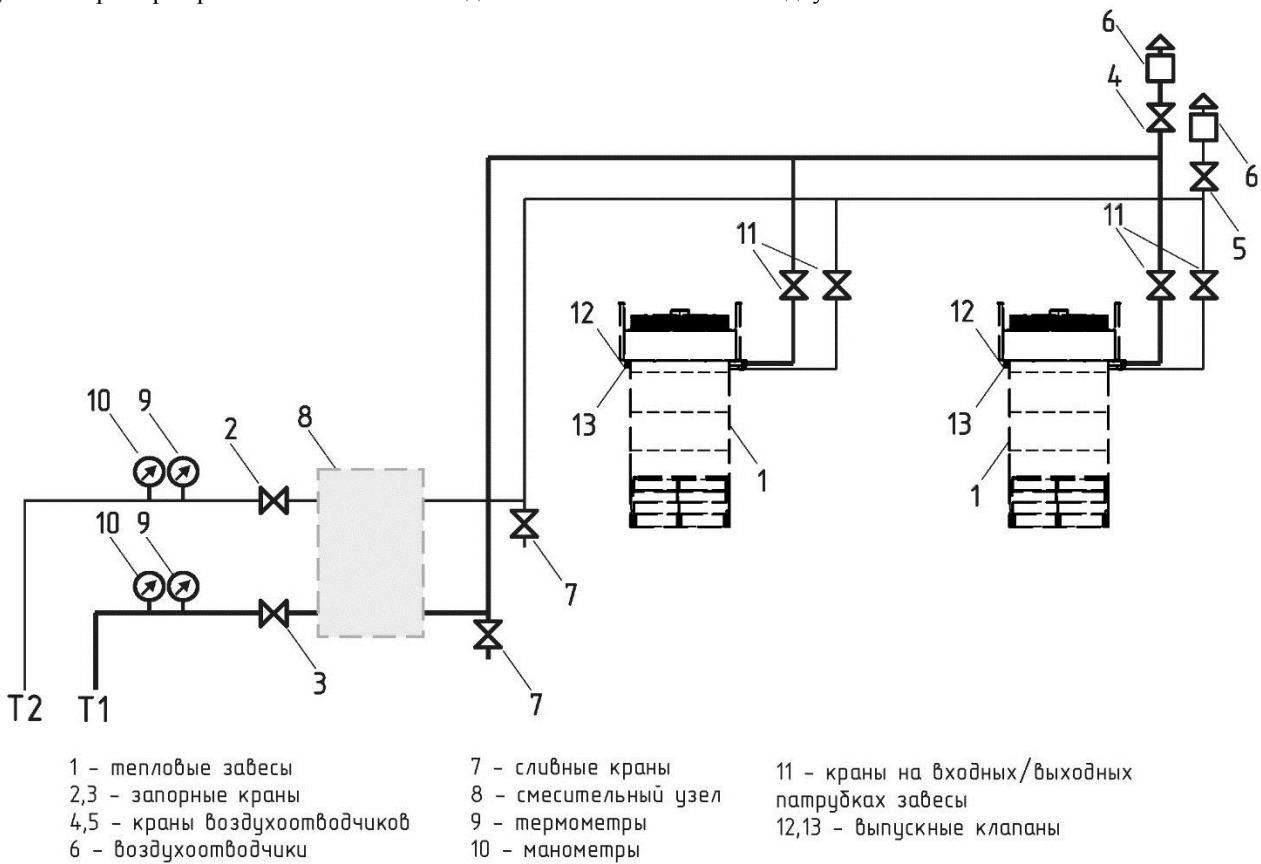 6
4
6
5
11
11
12
12
13
13
10
9
2
8
1
1
10
9
7
3
7
T2
T1
1 – тепловые завесы
2,3 – запорные краны
4,5 – краны воздухоотводчиков
6 – воздухоотводчики
7 – сливные краны
8 – смесительный узел
9 – термометры
10 – манометры
11 – краны на входных/выходных
патрубках завесы
12,13 – выпускные клапаны